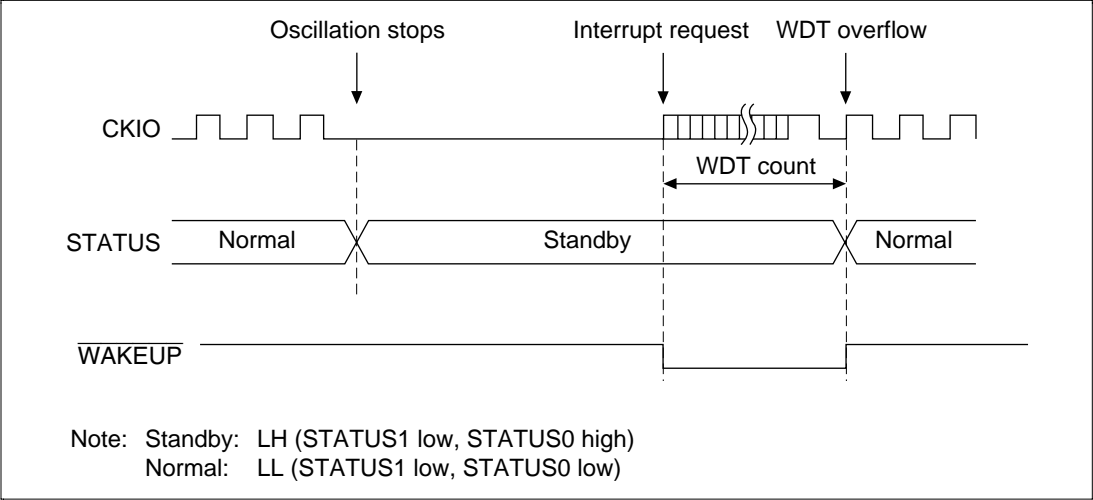 Oscillation stops Interrupt request WDT overflow
CKIO
WDT count
STATUS Normal Standby Normal
WAKEUP
Note: Standby: LH (STATUS1 low, STATUS0 high)
Normal: LL (STATUS1 low, STATUS0 low)